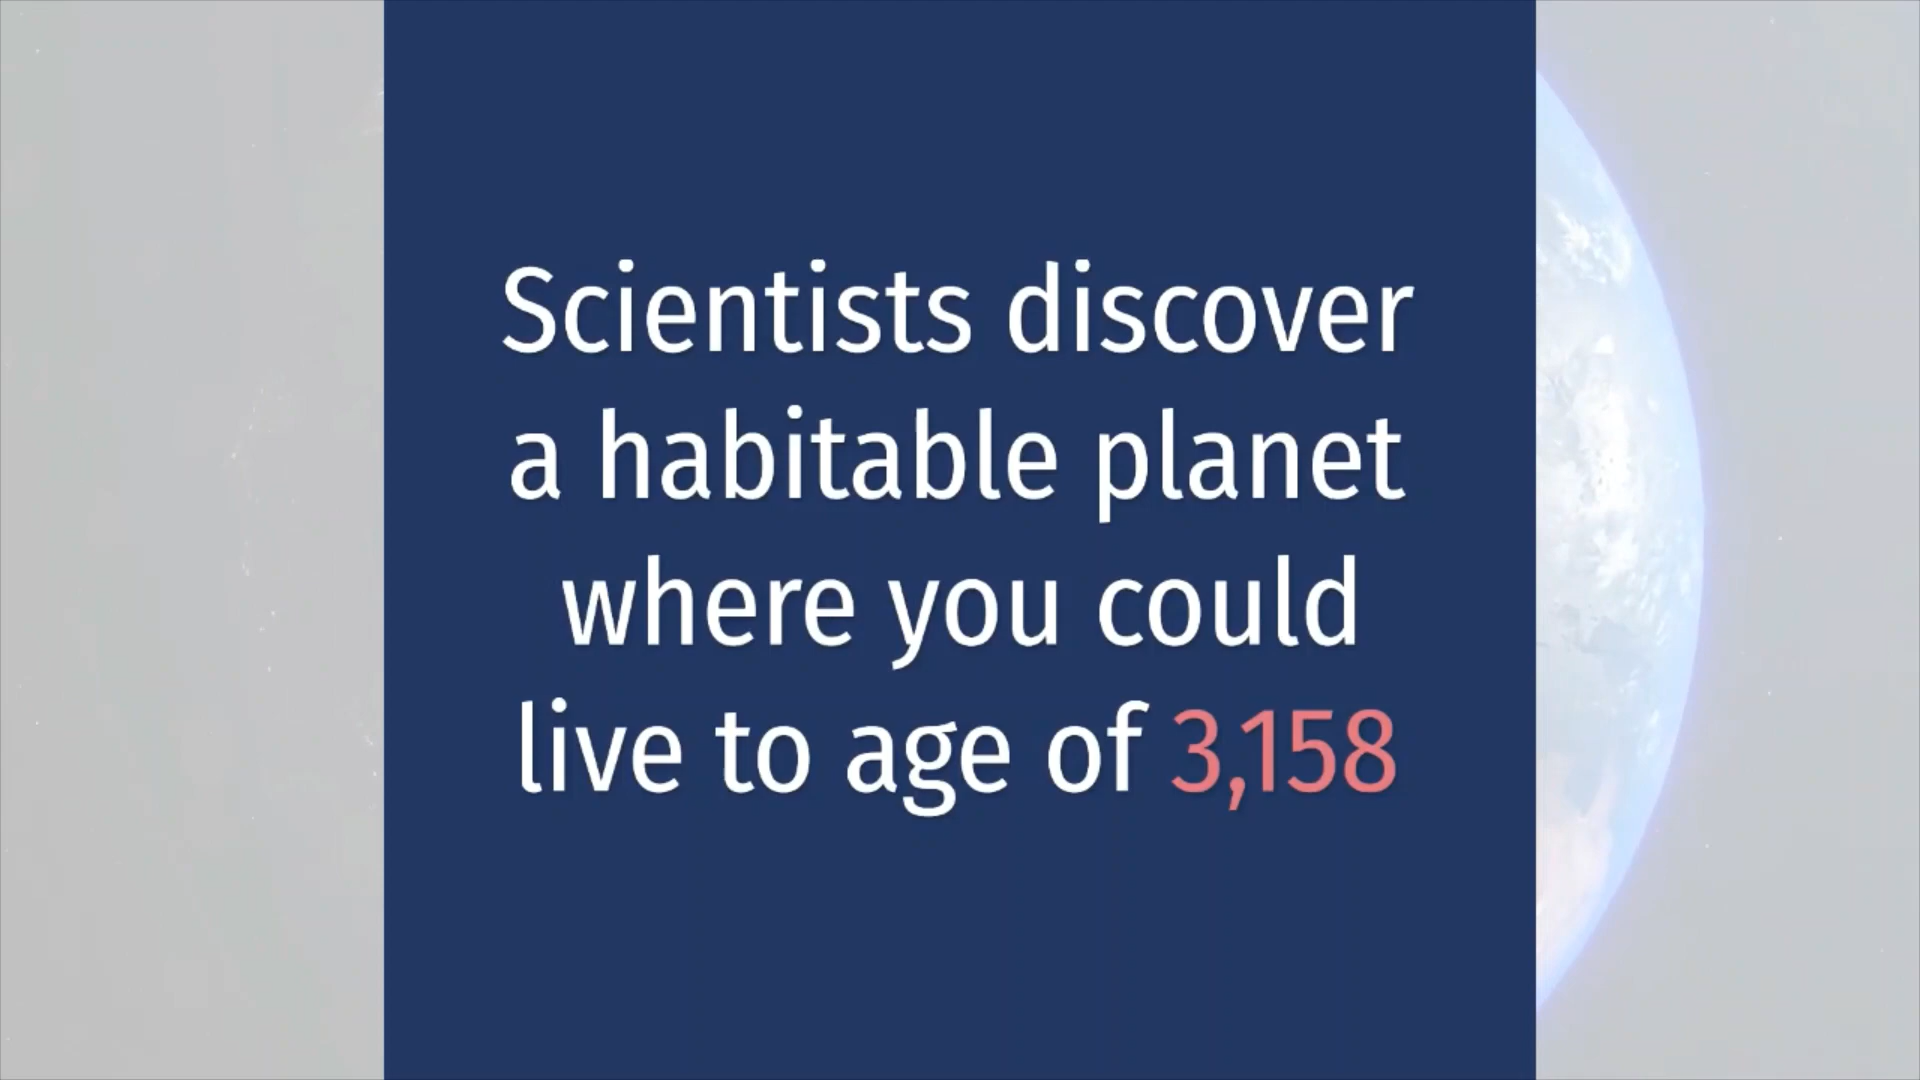 Scientists discover
a habitable planet
where you could
live to age of 3,158